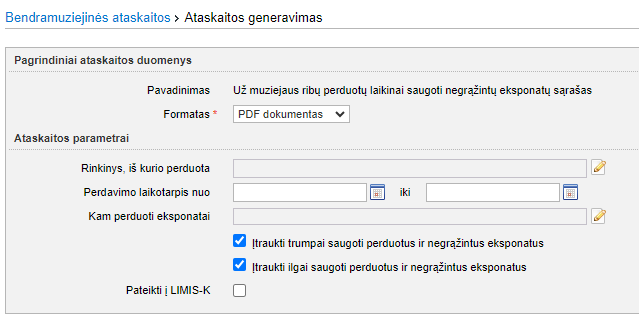 Bendramuziejinės ataskaitos > Ataskaitos generavimas
Pagrindiniai ataskaitos duomenys
Pavadinimas Už muziejaus ribų perduotų laikinai saugoti negrąžintų eksponatų sąrašas
Formatas * PDF dokumentas
Ataskaitos parametrai
Rinkinys, iš kurio perduota
Perdavimo laikotarpis nuo iki
Kam perduoti eksponatai
Įtraukti trumpai saugoti perduotus ir negrąžintus eksponatus
Įtraukti ilgai saugoti perduotus ir negrąžintus eksponatus
Pateikti į LIMIS-K